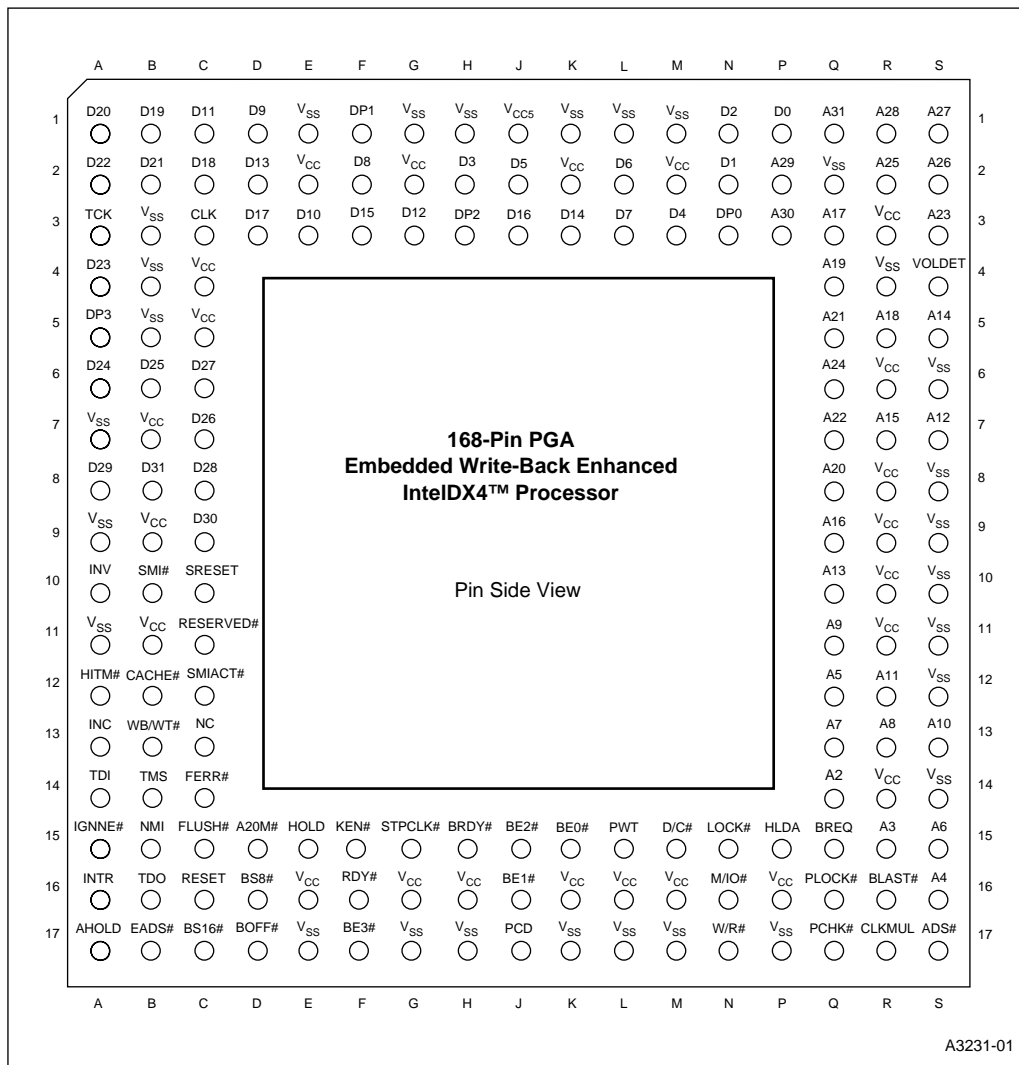 A B C D E F G H J K L M N P Q R S
D20 D19 D11 D9 VSS DP1 VSS VSS VCC5 VSS VSS VSS D2 D0 A31 A28 A27
1 1
D22 D21 D18 D13 VCC D8 VCC D3 D5 VCC D6 VCC D1 A29 VSS A25 A26
2 2
TCK VSS CLK D17 D10 D15 D12 DP2 D16 D14 D7 D4 DP0 A30 A17 VCC A23
3 3
D23 VSS VCC A19 VSS VOLDET
4 4
DP3 VSS VCC A21 A18 A14
5 5
D24 D25 D27 A24 VCC VSS
6 6
VSS VCC D26 A22 A15 A12
7 7
168-Pin PGA
Embedded Write-Back Enhanced
IntelDX4™ Processor
D29 D31 D28 A20 VCC VSS
8 8
VSS VCC D30 A16 VCC VSS
9 9
INV SMI# SRESET A13 VCC VSS
10 10
Pin Side View
VSS VCC RESERVED# A9 VCC VSS
11 11
HITM# CACHE# SMIACT# A5 A11 VSS
12 12
INC WB/WT# NC A7 A8 A10
13 13
TDI TMS FERR# A2 VCC VSS
14 14
IGNNE# NMI FLUSH# A20M# HOLD KEN# STPCLK# BRDY# BE2# BE0# PWT D/C# LOCK# HLDA BREQ A3 A6
15 15
INTR TDO RESET BS8# VCC RDY# VCC VCC BE1# VCC VCC VCC M/IO# VCC PLOCK# BLAST# A4
16 16
AHOLD EADS# BS16# BOFF# VSS BE3# VSS VSS PCD VSS VSS VSS W/R# VSS PCHK# CLKMUL ADS#
17 17
A B C D E F G H J K L M N P Q R S
A3231-01